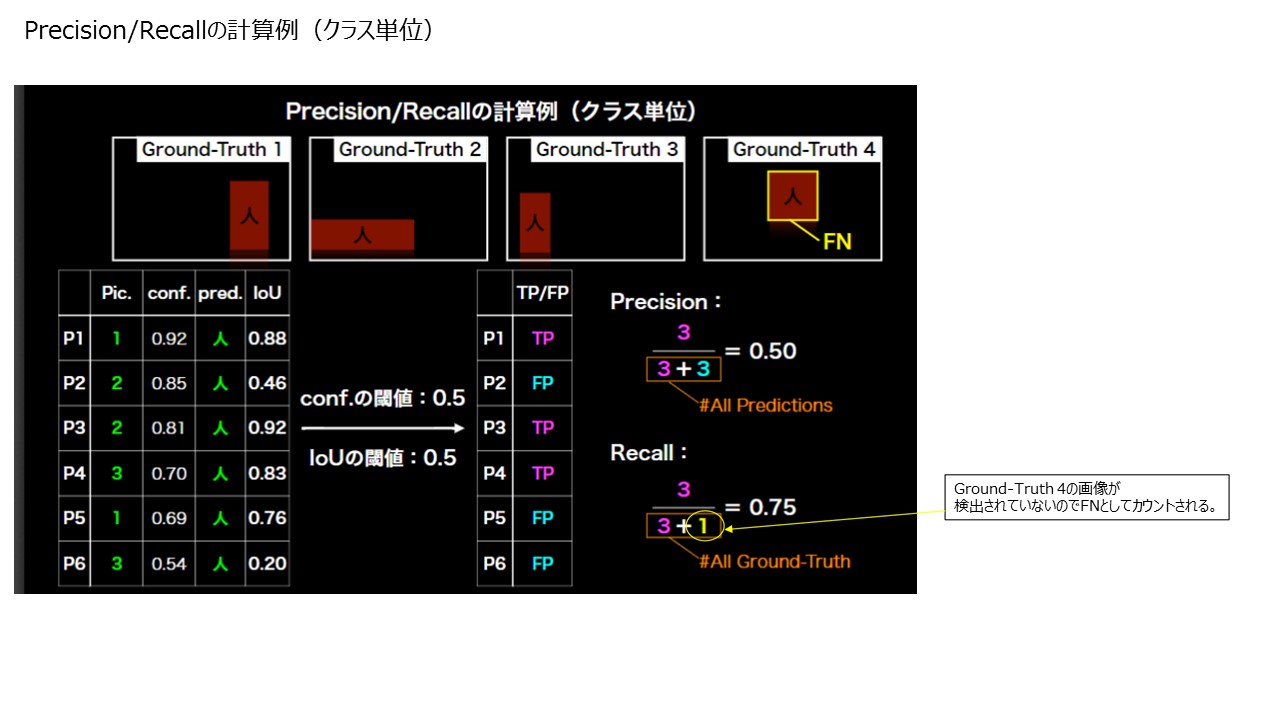 Precision/Recallの計算例（クラス単位）
Precision/Recallの計算例（クラス単位）
Ground-Truth 1
Ground-Truth 2
Ground-Truth 3
Ground-Truth 4
人
人
人
人
FN
Pic. conf. pred. IoU
P1 1 0.92 人 0.88
P2 2 0.85 人 0.46
P3 2 0.81 人 0.92
P4 3 0.70 人 0.83
P5 1 0.69 人 0.76
P6 3 0.54 人 0.20
conf.の閾値：0.5
IoUの閾値：0.5
TP/FP
P1 TP
P2 FP
P3 TP
P4 TP
P5 FP
P6 FP
Precision：
3
3+3
= 0.50
#All Predictions
Recall：
3
3+1
= 0.75
#All Ground-Truth
Ground-Truth 4の画像が
検出されていないのでFNとしてカウントされる。